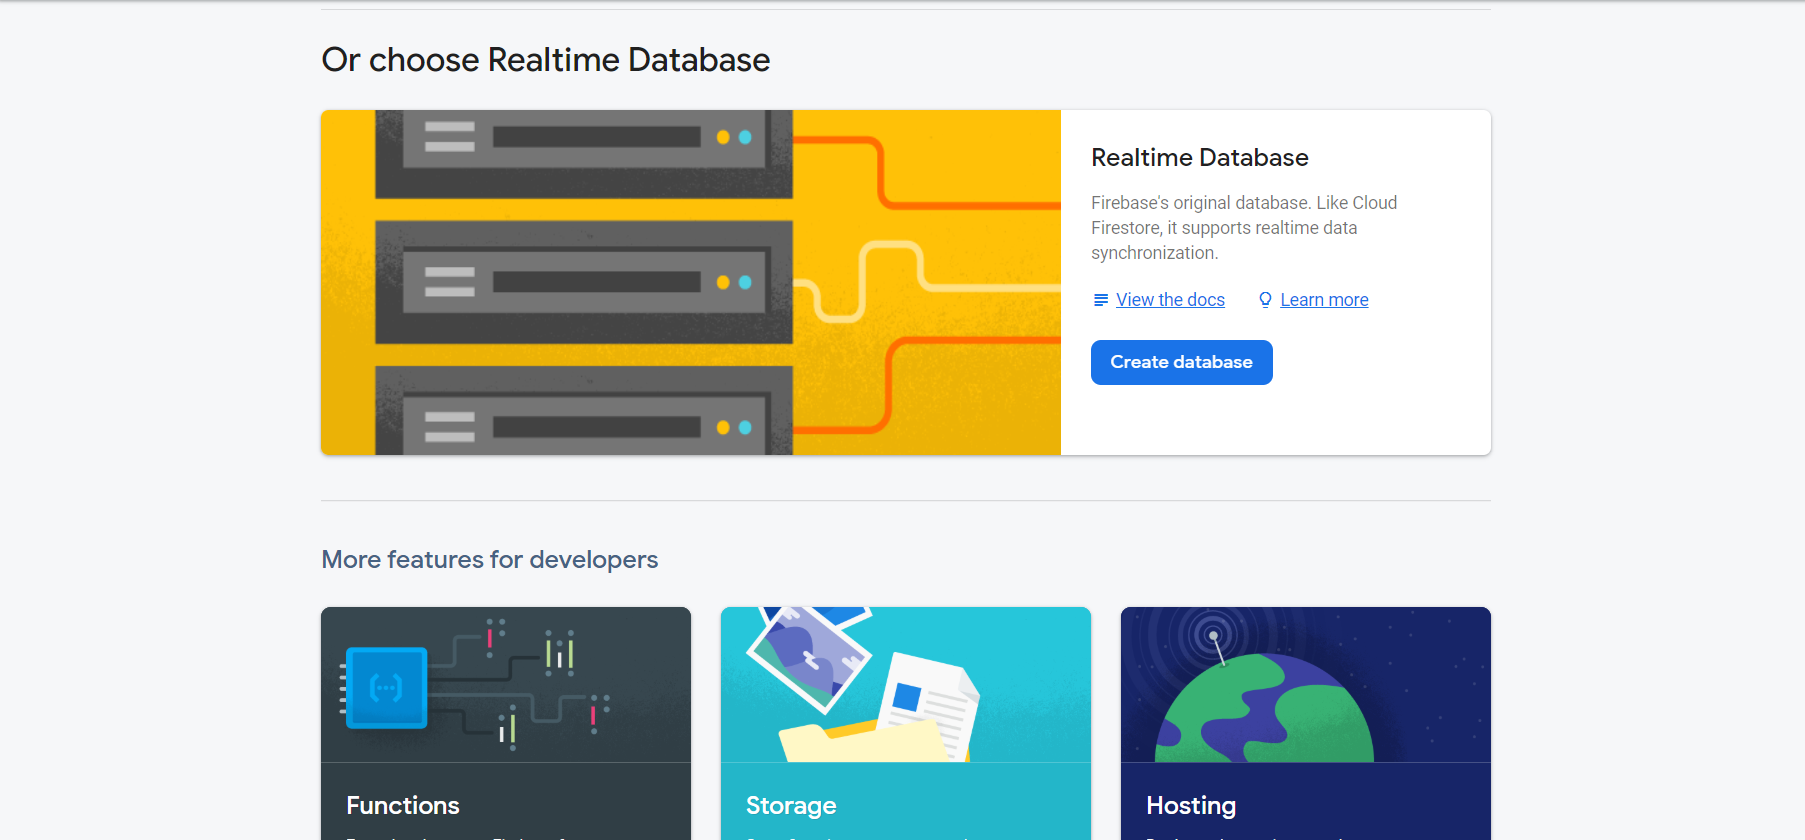 Or choose Realtime Database
Realtime Database
Firebase's original database. Like Cloud
Firestore, it supports realtime data
synchronization.
View the docs
Learn more
Create database
More features for developers
Functions
Storage
Hosting